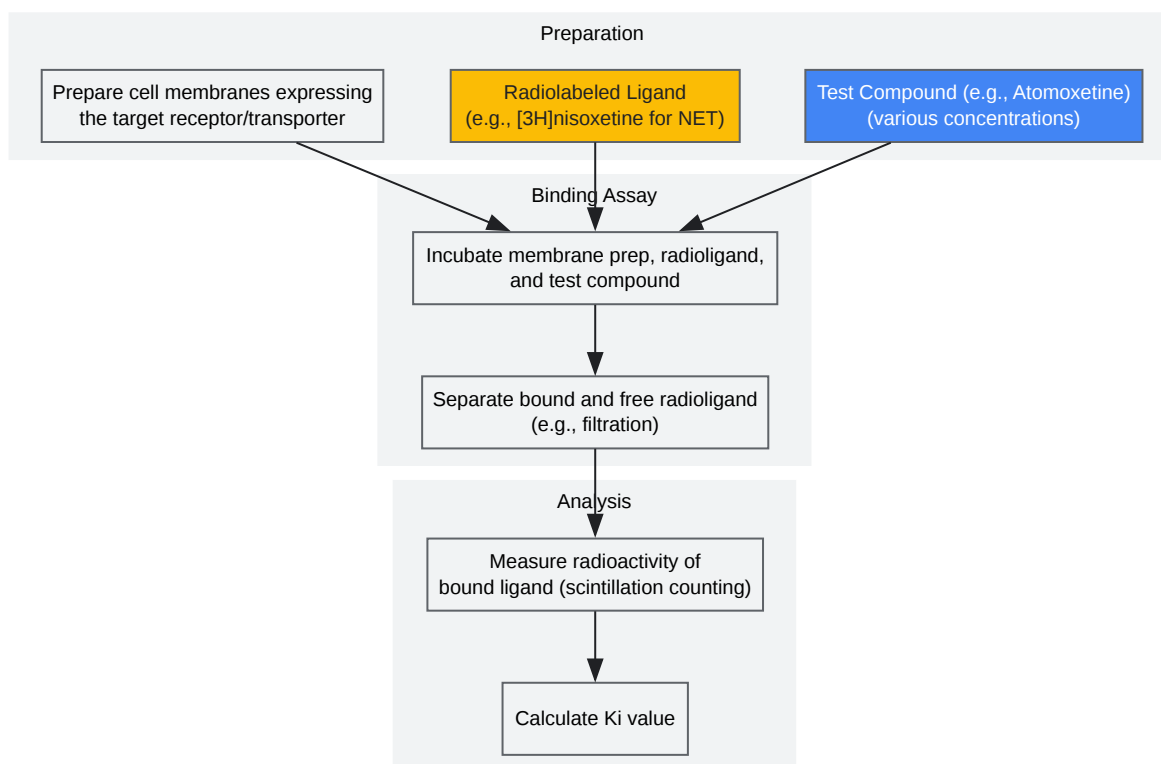 Preparation
Prepare cell membranes expressing
the target receptor/transporter
Radiolabeled Ligand
(e.g., [3H]nisoxetine for NET)
Test Compound (e.g., Atomoxetine)
(various concentrations)
Binding Assay
Incubate membrane prep, radioligand,
and test compound
Separate bound and free radioligand
(e.g., filtration)
Analysis
Measure radioactivity of
bound ligand (scintillation counting)
Calculate Ki value